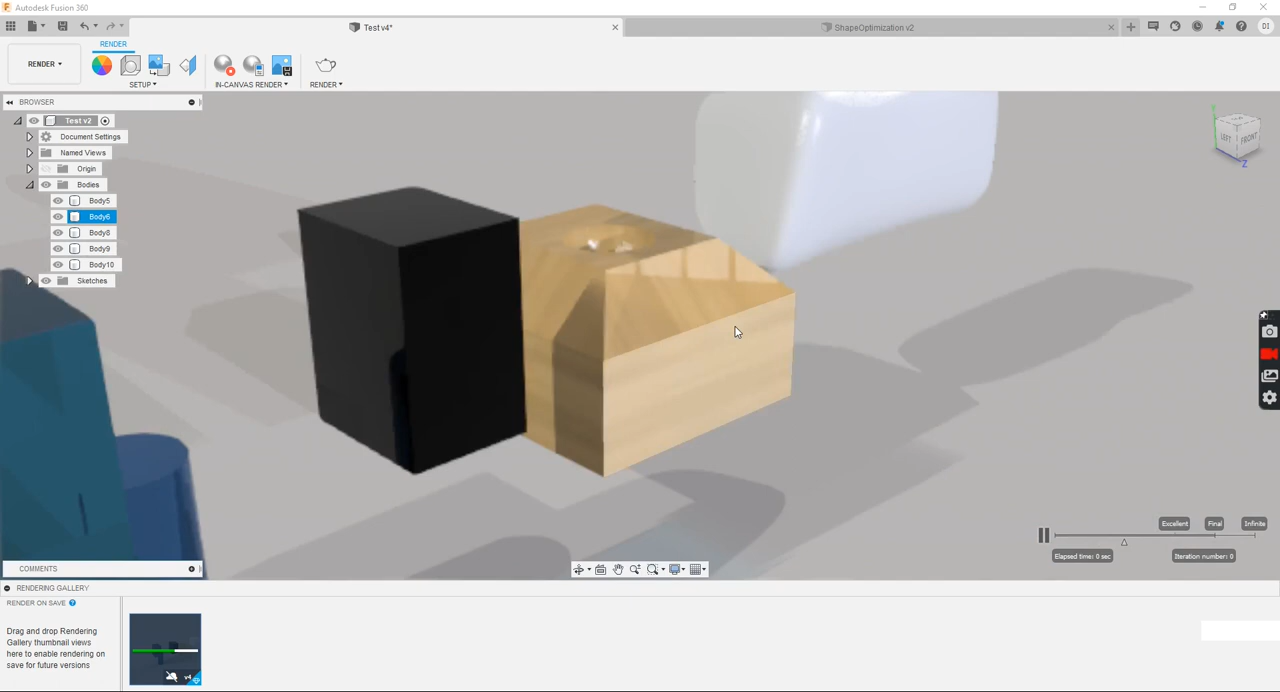 Autodesk Fusion 360
Test v4*
ShapeOptimization v2
DI
RENDER
RENDER
SETUP
IN-CANVAS RENDER
RENDER
BROWSER
Test v2
Document Settings
Named Views
Origin
Bodies
Body5
Body6
Body8
Body9
Body10
Sketches
LEFT
FRONT
Y
Z
Excellent
Final
Infinite
Elapsed time: 0 sec
Iteration number: 0
COMMENTS
RENDERING GALLERY
RENDER ON SAVE
Drag and drop Rendering
Gallery thumbnail views
here to enable rendering on
save for future versions
v4